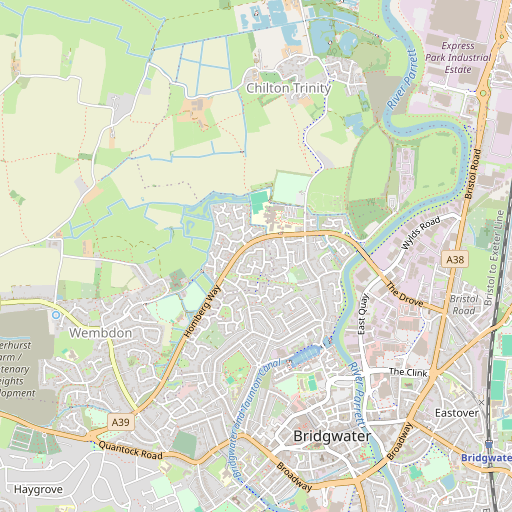 Express
Park Industrial
Estate
River Parrett
Chilton Trinity
Bristol Road
Wylds Road
A38
Bristol to Exeter Line
The Drove
Bristol
Road
East Quay
Homberg Way
Wembdon
Bridgwater and Taunton Canal
River Parrett
The Clink
A39
Eastover
Bridgwater
Broadway
Quantock Road
Bridgwate
Broadway
Haygrove